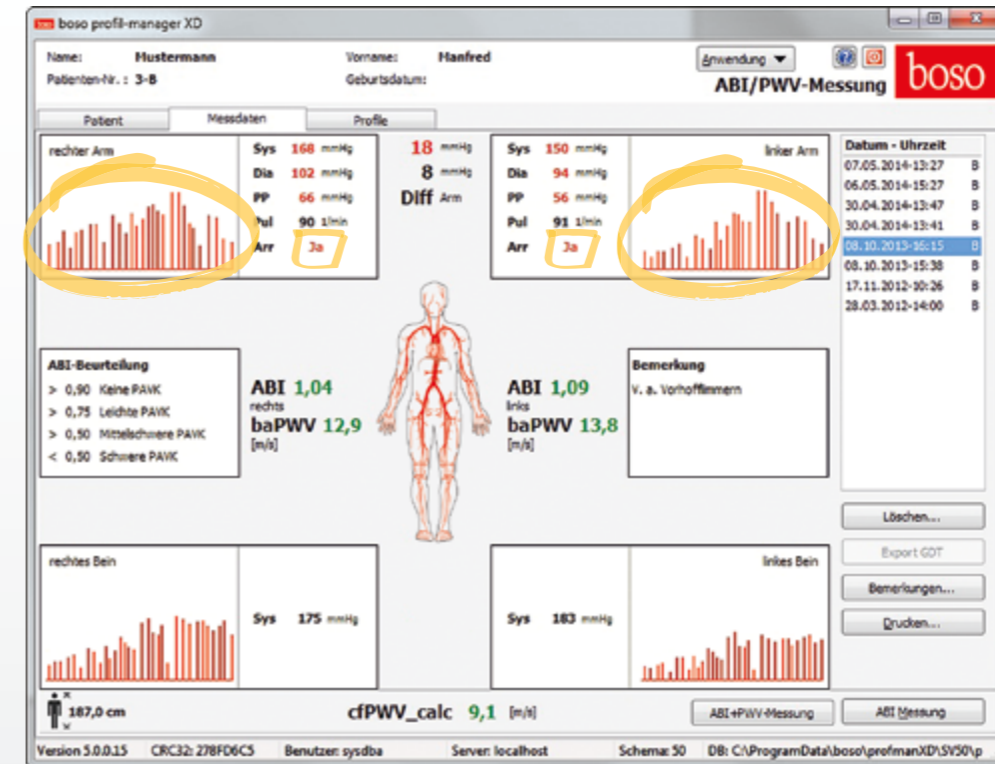 boso boso profil-manager XD
Name: Mustermann Vorname: Manfred Anwendung
Patienten-Nr. : 3-B Geburtsdatum:
ABI/PWV-Messung boso
Patient Messdaten Profile
rechter Arm
Sys 168 mmHg
Dia 102 mmHg
PP 66 mmHg
Pul 90 1/min
Arr Ja
18 mmHg
8 mmHg
Diff Arm
Sys 150 mmHg
Dia 94 mmHg
PP 56 mmHg
Pul 91 1/min
Arr Ja
linker Arm
Datum - Uhrzeit
07.05.2014-13:27 B
06.05.2014-15:27 B
30.04.2014-13:47 B
30.04.2014-13:41 B
08.10.2013-16:15 B
08.10.2013-15:38 B
17.11.2012-10:26 B
28.03.2012-14:00 B
ABI-Beurteilung
> 0,90 Keine PAVK
> 0,75 Leichte PAVK
> 0,50 Mittelschwere PAVK
< 0,50 Schwere PAVK
ABI 1,04
rechts
baPWV 12,9
[m/s]
ABI 1,09
links
baPWV 13,8
[m/s]
Bemerkung
V. a. Vorhofflimmern
Löschen...
Export GDT
Bemerkungen...
Drucken...
rechtes Bein
Sys 175 mmHg
Sys 183 mmHg
linkes Bein
187,0 cm
cfPWV_calc 9,1 [m/s]
ABI+PWV-Messung
ABI Messung
Version 5.0.0.15 CRC32: 278FD6C5 Benutzer: sysdba Server: localhost Schema: 50 DB: C:\ProgramData\boso\profmanXD\SV50\p